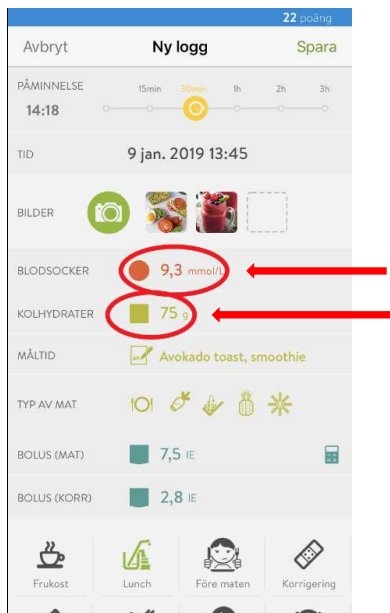 22 poäng
Avbryt Ny logg Spara
PÅMINNELSE 15min 30min 1h 2h 3h
14:18
TID 9 jan. 2019 13:45
BILDER
BLODSOCKER 9,3 mmol/L
KOLHYDRATER 75 g
MÅLTID Avokado toast, smoothie
TYP AV MAT
BOLUS (MAT) 7,5 IE
BOLUS (KORR) 2,8 IE
Frukost Lunch Före maten Korrigering